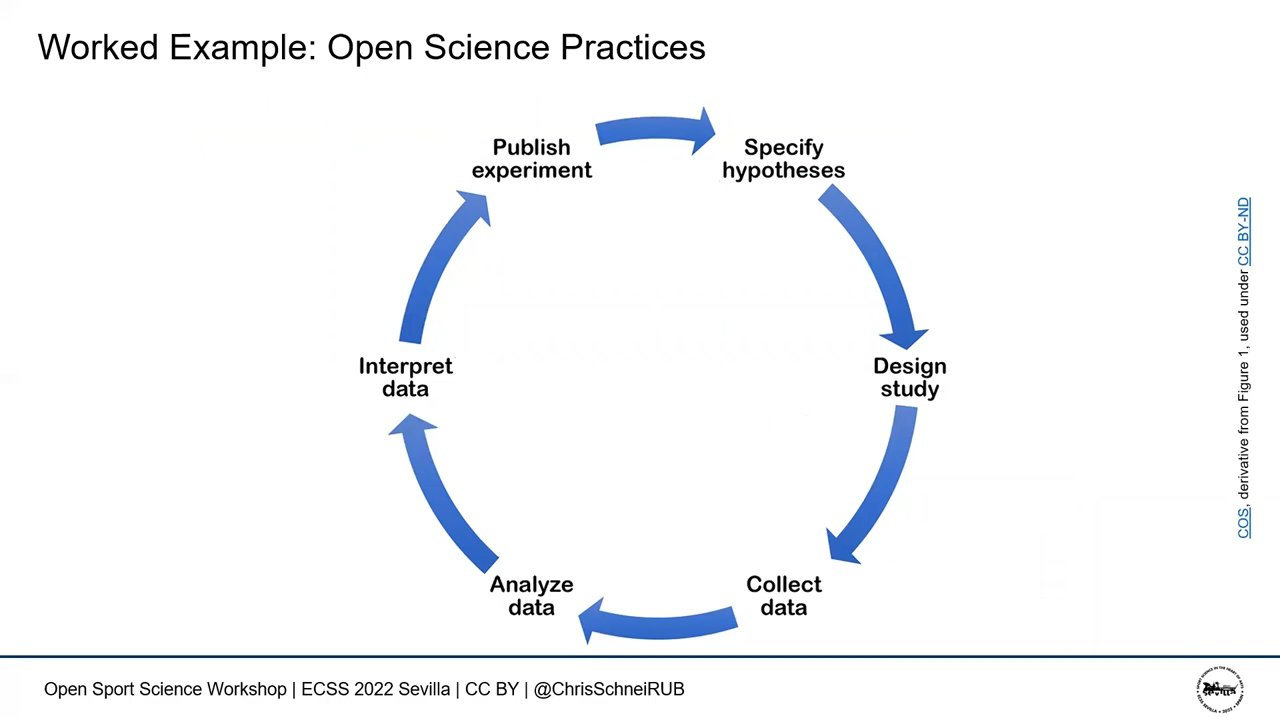 Worked Example: Open Science Practices
Publish
experiment
Specify
hypotheses
Design
study
Collect
data
Analyze
data
Interpret
data
COS, derivative from Figure 1, used under CC BY-ND
Open Sport Science Workshop | ECSS 2022 Sevilla | CC BY | @ChrisSchneiRUB